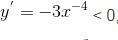 y' = −3x⁻⁴ < 0,